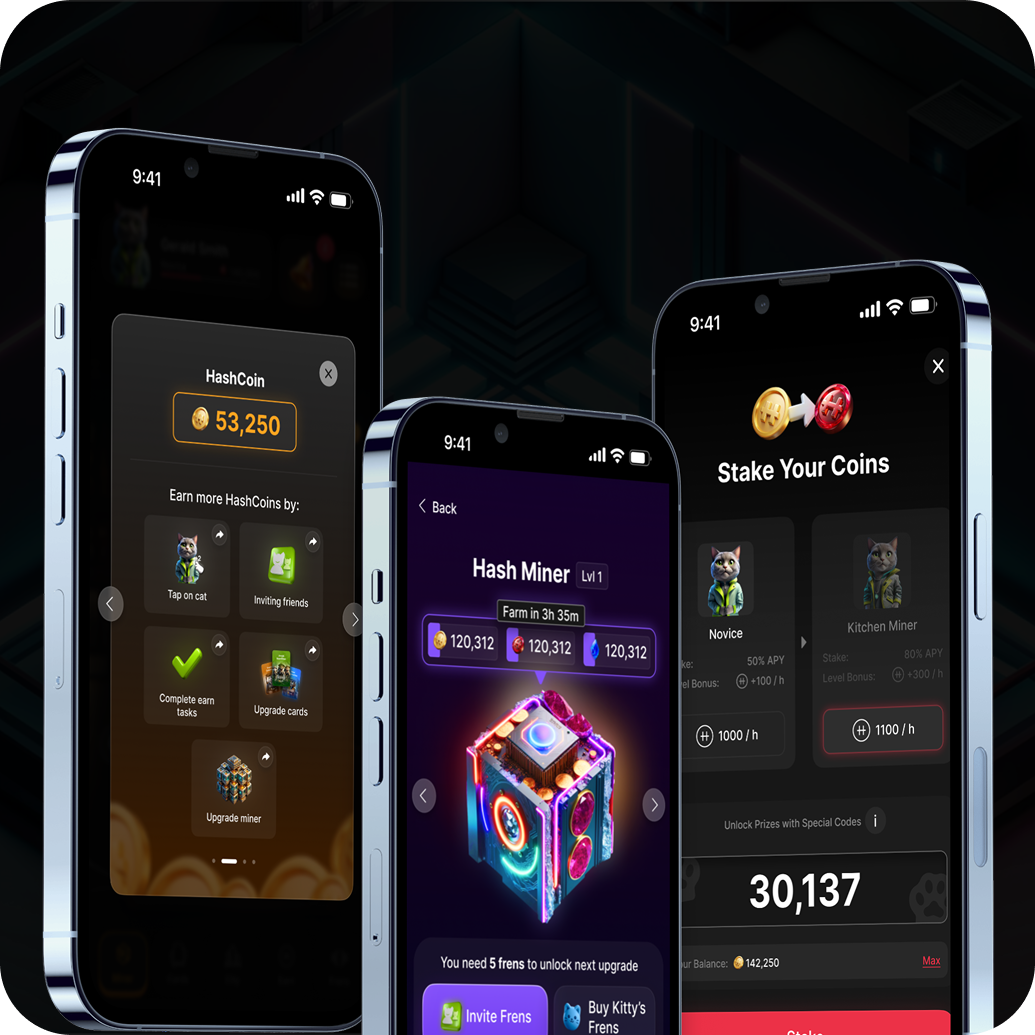 9:41
HashCoin
53,250
Earn more HashCoins by:
Tap on cat
Inviting friends
Complete earn
tasks
Upgrade cards
Upgrade miner
9:41
Back
Hash Miner
Lvl 1
Farm in 3h 35m
120,312
120,312
120,312
You need 5 frens to unlock next upgrade
Invite Frens
Buy Kitty's
Frens
9:41
Stake Your Coins
Novice
ke:
50% APY
el Bonus:
+100 / h
1000 / h
Kitchen Miner
Stake:
80% APY
Level Bonus:
+300 / h
1100 / h
Unlock Prizes with Special Codes
i
30,137
ur Balance:
142,250
Max
Stake